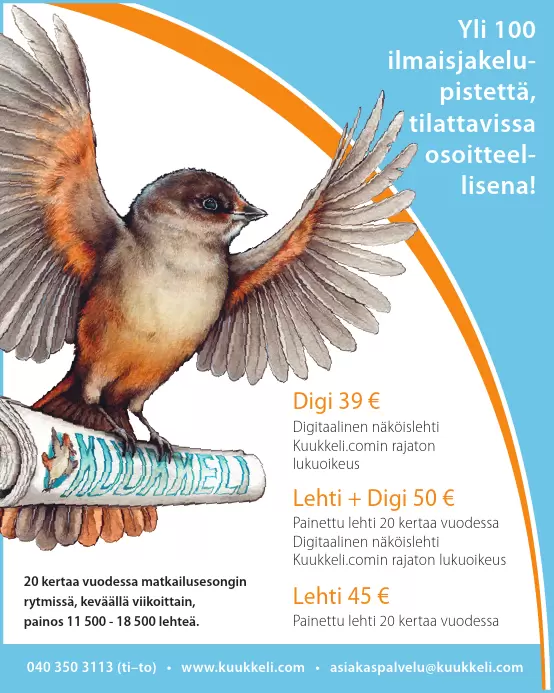 Yli 100
ilmaisjakelu-
pistettä,
tilattavissa
osoitteel-
lisena!
KUUKKELI
Digi 39 €
Digitaalinen näköislehti
Kuukkeli.comin rajaton
lukuoikeus
Lehti + Digi 50 €
Painettu lehti 20 kertaa vuodessa
Digitaalinen näköislehti
Kuukkeli.comin rajaton lukuoikeus
Lehti 45 €
Painettu lehti 20 kertaa vuodessa
20 kertaa vuodessa matkailusesongin
rytmissä, keväällä viikoittain,
painos 11 500 - 18 500 lehteä.
040 350 3113 (ti–to) • www.kuukkeli.com • asiakaspalvelu@kuukkeli.com